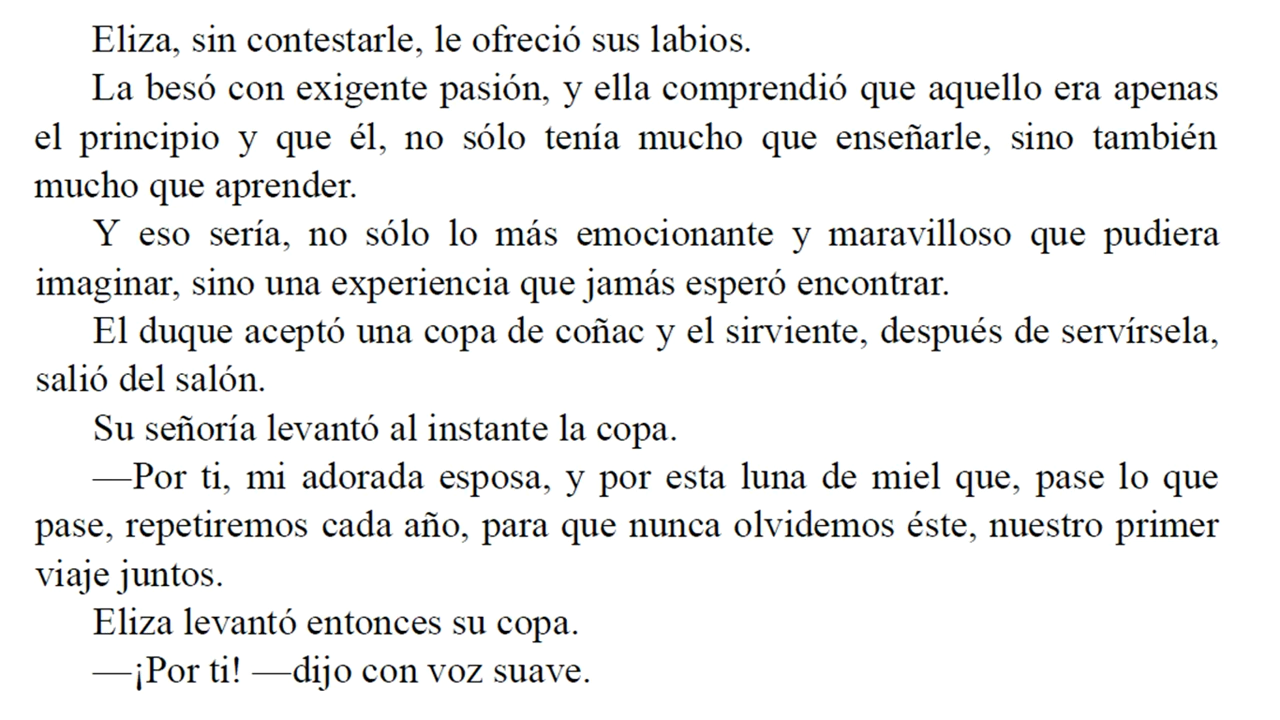 Eliza, sin contestarle, le ofreció sus labios.
La besó con exigente pasión, y ella comprendió que aquello era apenas
el principio y que él, no sólo tenía mucho que enseñarle, sino también
mucho que aprender.
Y eso sería, no sólo lo más emocionante y maravilloso que pudiera
imaginar, sino una experiencia que jamás esperó encontrar.
El duque aceptó una copa de coñac y el sirviente, después de servírsela,
salió del salón.
Su señoría levantó al instante la copa.
—Por ti, mi adorada esposa, y por esta luna de miel que, pase lo que
pase, repetiremos cada año, para que nunca olvidemos éste, nuestro primer
viaje juntos.
Eliza levantó entonces su copa.
—¡Por ti! —dijo con voz suave.